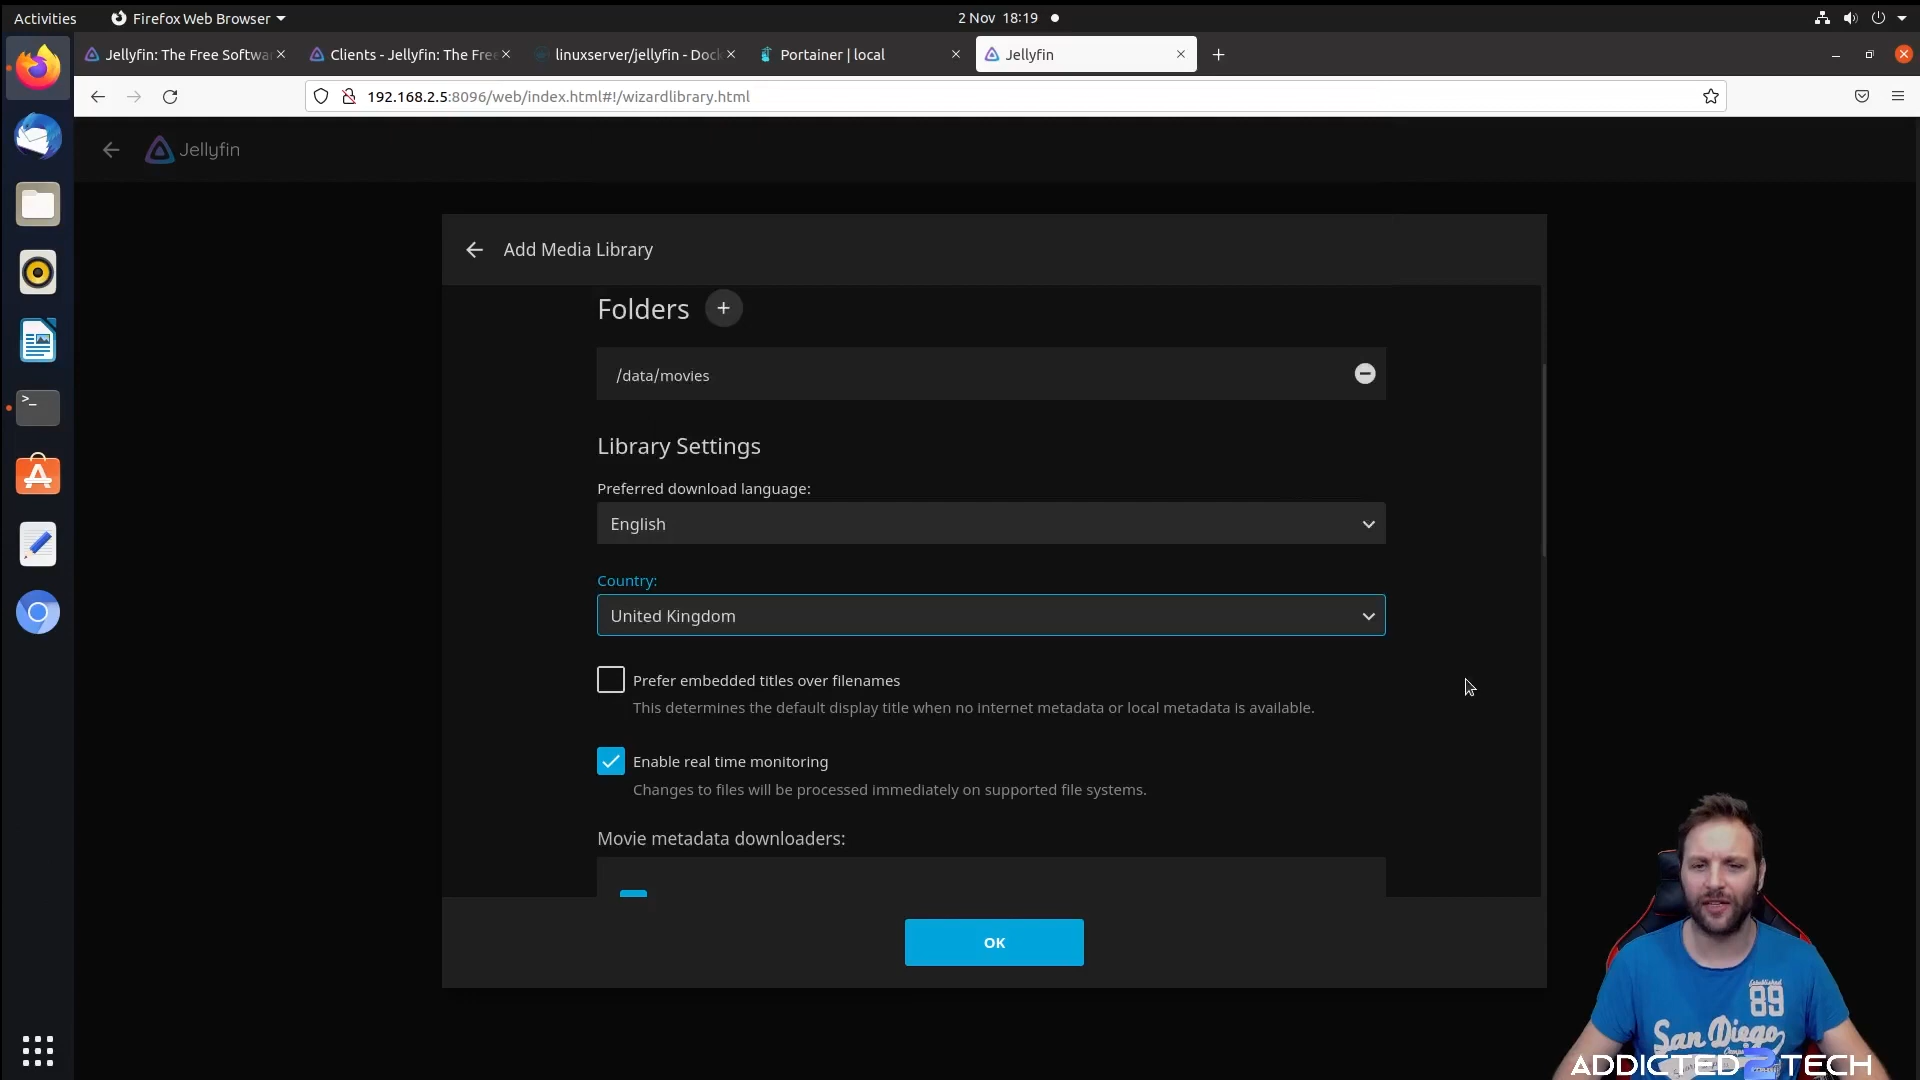 Activities
Firefox Web Browser
2 Nov 18:19
Jellyfin: The Free Softwa
Clients - Jellyfin: The Free
linuxserver/jellyfin - Dock
Portainer | local
Jellyfin
192.168.2.5:8096/web/index.html#!/wizardlibrary.html
Jellyfin
Add Media Library
Folders
/data/movies
Library Settings
Preferred download language:
English
Country:
United Kingdom
Prefer embedded titles over filenames
This determines the default display title when no internet metadata or local metadata is available.
Enable real time monitoring
Changes to files will be processed immediately on supported file systems.
Movie metadata downloaders:
OK
Established
89
San Diego
ADDICTED2TECH